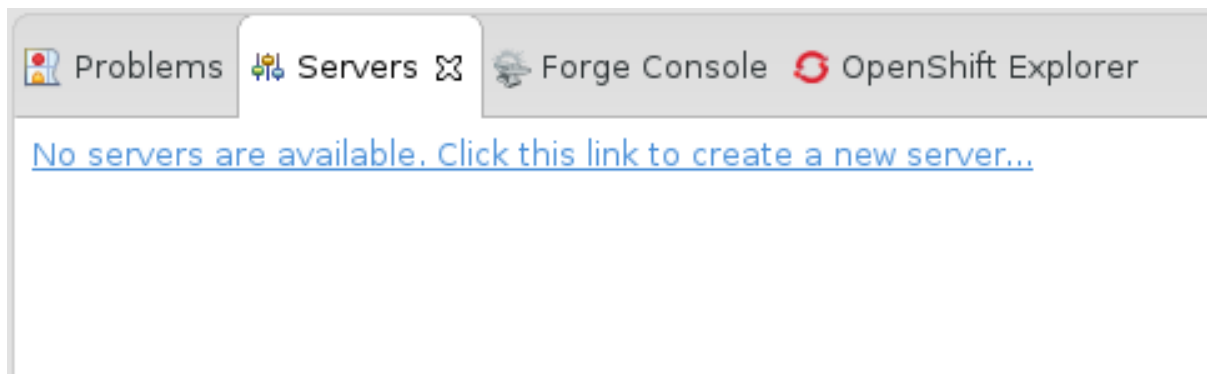 Problems Servers Forge Console OpenShift Explorer
No servers are available. Click this link to create a new server...